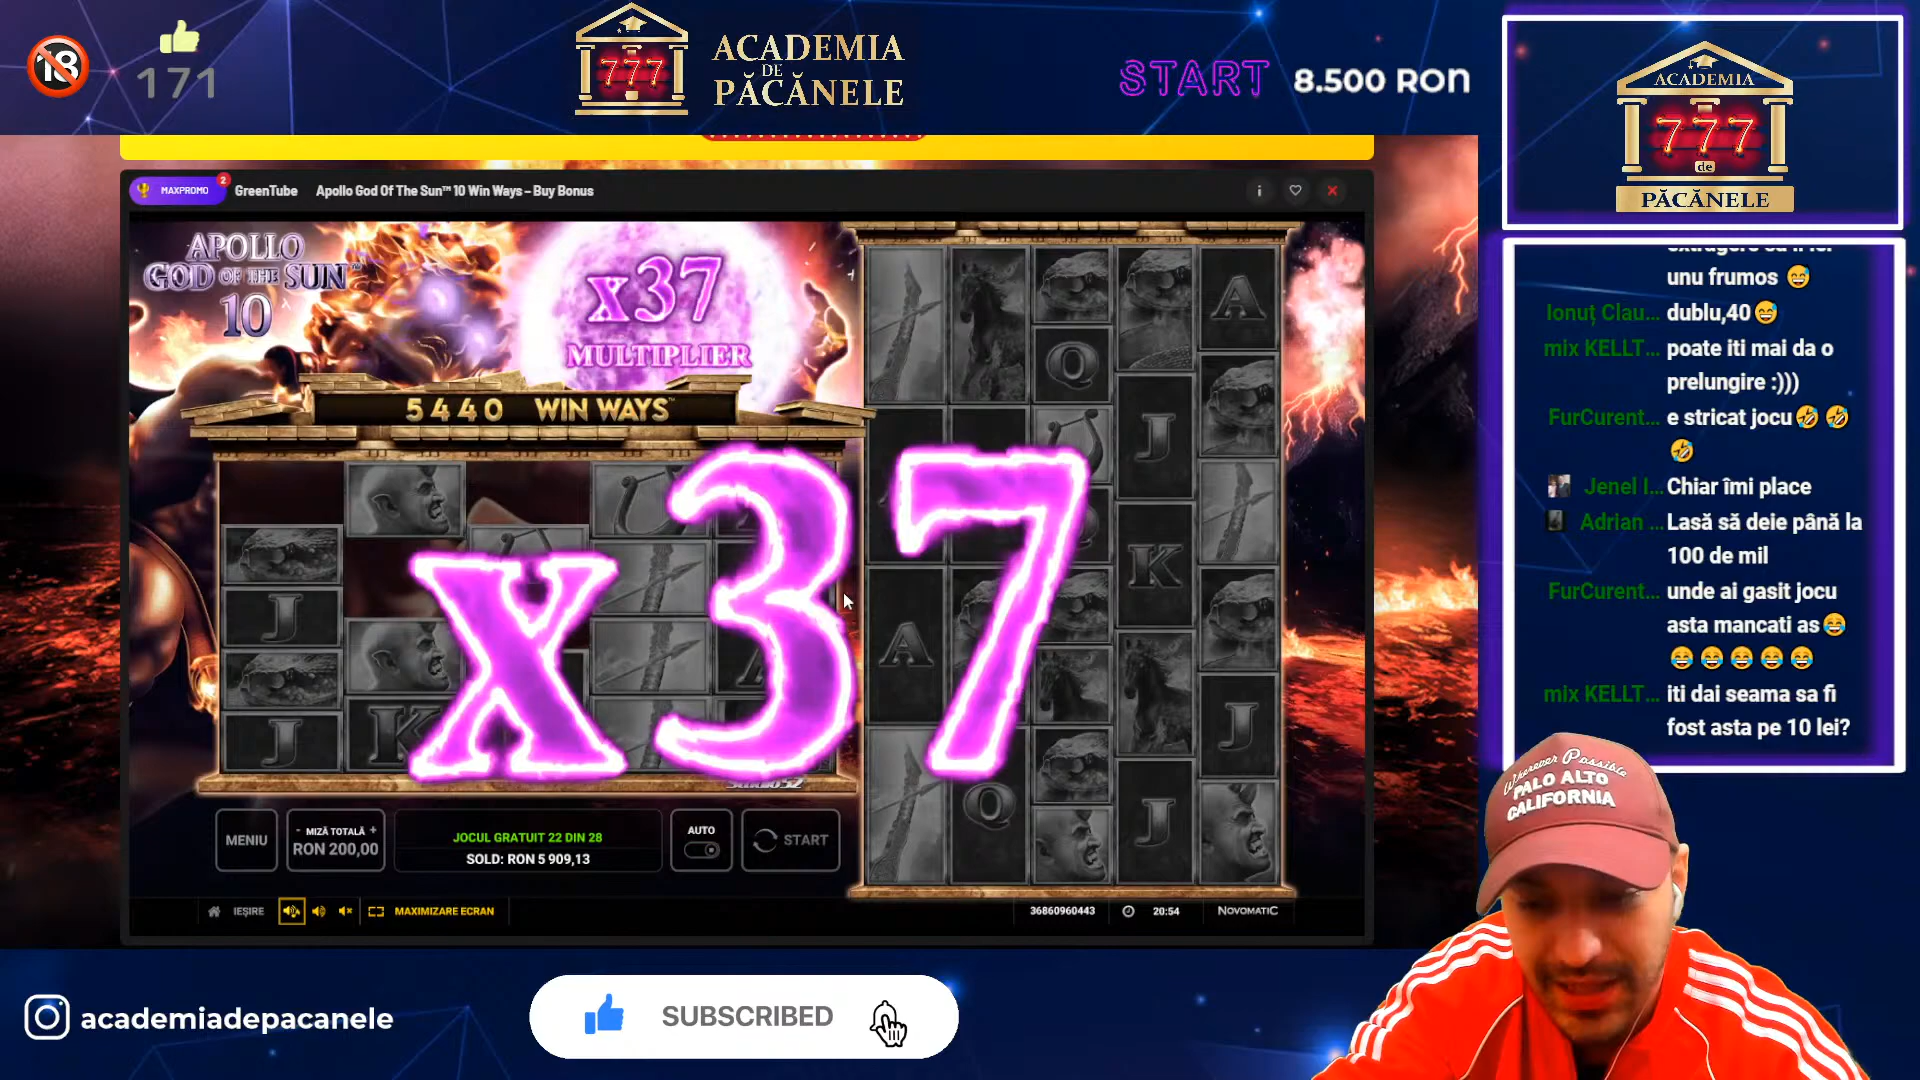 18
171
777
ACADEMIA
DE
PĂCĂNELE
START
8.500 RON
ACADEMIA
777
de
PĂCĂNELE
MAXPROMO
2
GreenTube
Apollo God Of The Sun™ 10 Win Ways – Buy Bonus
APOLLO
GOD OF THE SUN™
10
x37
MULTIPLIER
5440 WIN WAYS™
x37
J
J
K
A
Q
A
Q
J
K
J
A
J
MENIU
- MIZĂ TOTALĂ +
RON 200,00
JOCUL GRATUIT 22 DIN 28
SOLD: RON 5 909,13
AUTO
START
IEȘIRE
MAXIMIZARE ECRAN
36860960443
20:54
NOVOMATIC
unu frumos 😅
Ionuț Clau... dublu,40😅
mix KELLT... poate iti mai da o
prelungire :)))
FurCurent... e stricat jocu🤣🤣
🤣
Jenel I... Chiar îmi place
Adrian ... Lasă să deie până la
100 de mil
FurCurent... unde ai gasit jocu
asta mancati as😂
😂😂😂😂😂
mix KELLT... iti dai seama sa fi
fost asta pe 10 lei?
Wherever Possible
PALO ALTO
CALIFORNIA
academiadepacanele
SUBSCRIBED